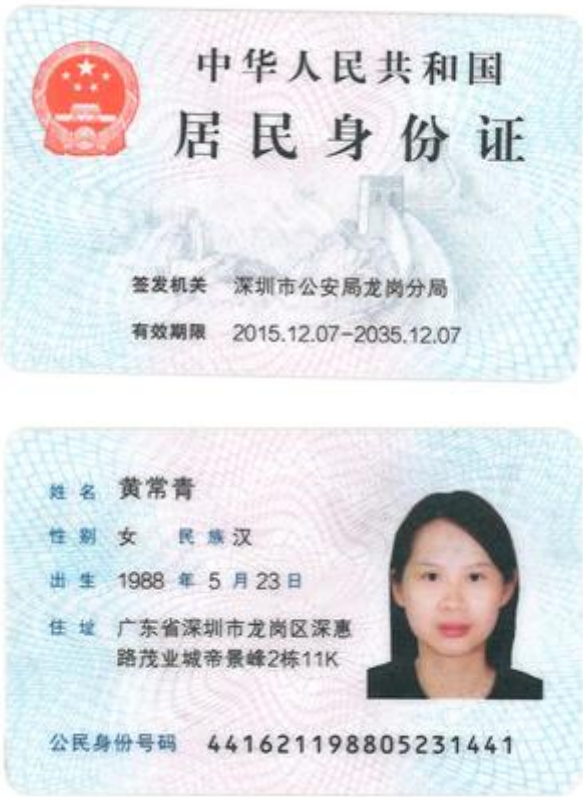 中华人民共和国
居民身份证
签发机关 深圳市公安局龙岗分局
有效期限 2015.12.07-2035.12.07
姓名 黄常青
性别 女 民族 汉
出生 1988 年 5 月 23 日
住址 广东省深圳市龙岗区深惠
路茂业城帝景峰2栋11K
公民身份号码 441621198805231441